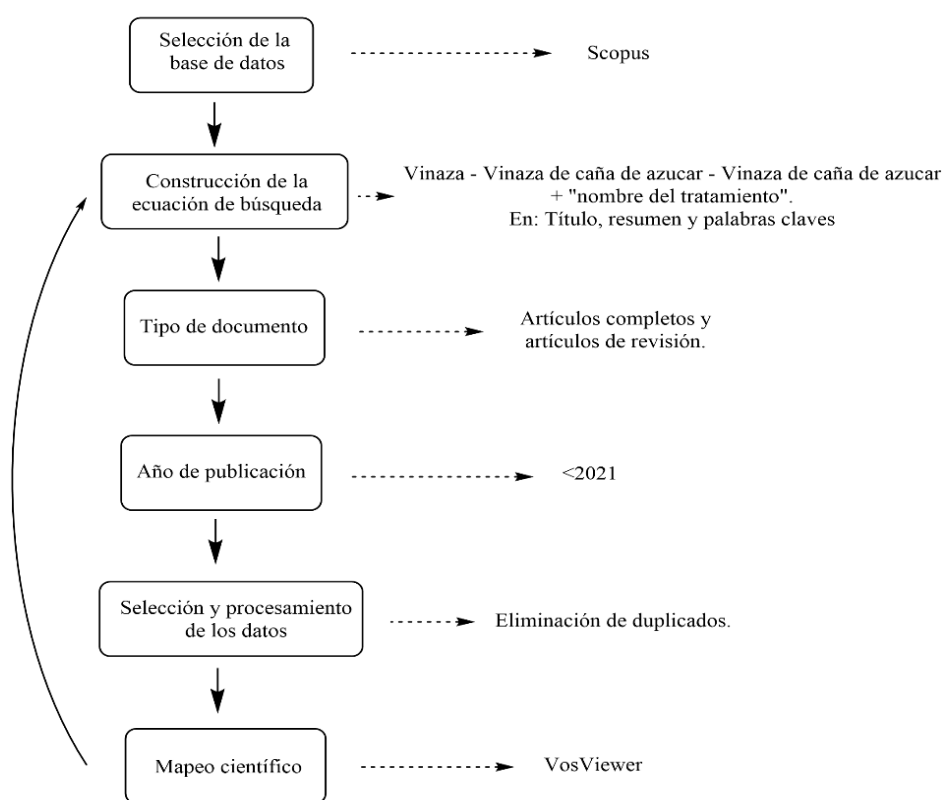 Selección de la
base de datos
Scopus
Construcción de la
ecuación de búsqueda
Vinaza - Vinaza de caña de azucar - Vinaza de caña de azucar
+ "nombre del tratamiento".
En: Título, resumen y palabras claves
Tipo de documento
Artículos completos y
artículos de revisión.
Año de publicación
<2021
Selección y procesamiento
de los datos
Eliminación de duplicados.
Mapeo científico
VosViewer